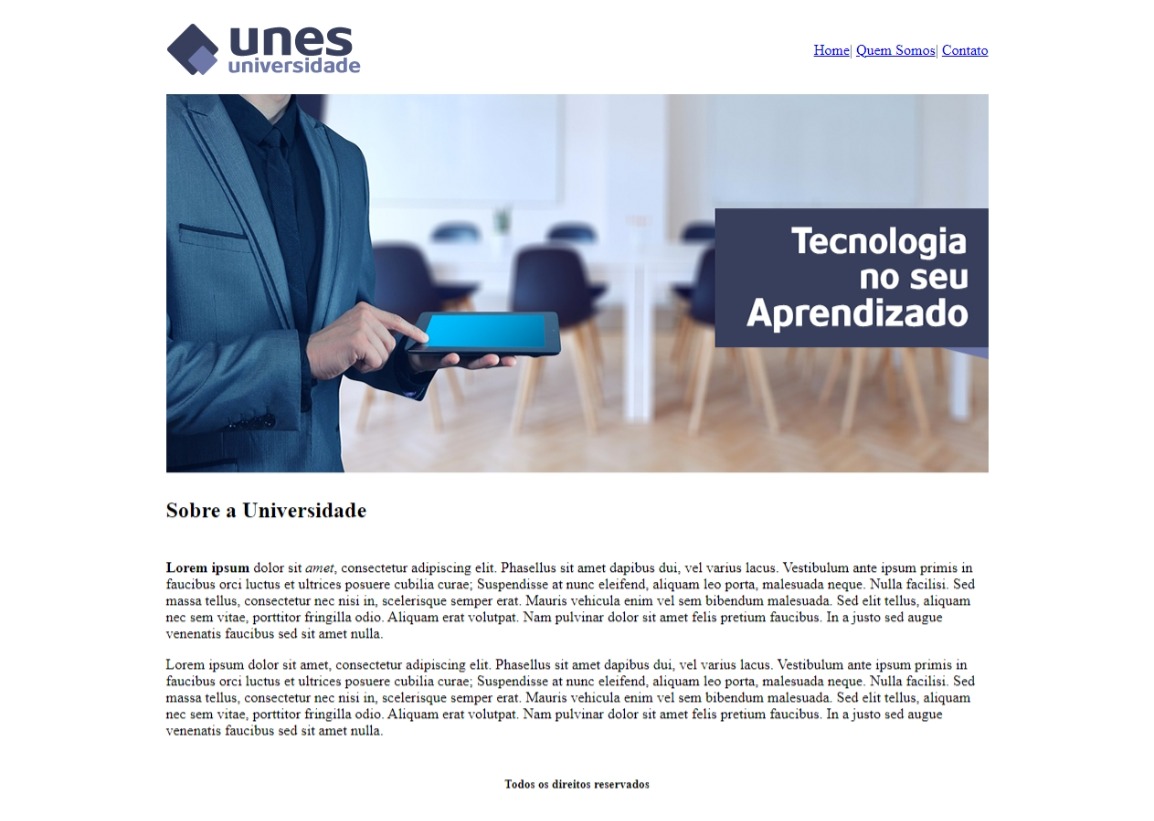 unes
universidade
Home| Quem Somos| Contato
Tecnologia
no seu
Aprendizado
Sobre a Universidade
Lorem ipsum dolor sit amet, consectetur adipiscing elit. Phasellus sit amet dapibus dui, vel varius lacus. Vestibulum ante ipsum primis in
faucibus orci luctus et ultrices posuere cubilia curae; Suspendisse at nunc eleifend, aliquam leo porta, malesuada neque. Nulla facilisi. Sed
massa tellus, consectetur nec nisi in, scelerisque semper erat. Mauris vehicula enim vel sem bibendum malesuada. Sed elit tellus, aliquam
nec sem vitae, porttitor fringilla odio. Aliquam erat volutpat. Nam pulvinar dolor sit amet felis pretium faucibus. In a justo sed augue
venenatis faucibus sed sit amet nulla.
Lorem ipsum dolor sit amet, consectetur adipiscing elit. Phasellus sit amet dapibus dui, vel varius lacus. Vestibulum ante ipsum primis in
faucibus orci luctus et ultrices posuere cubilia curae; Suspendisse at nunc eleifend, aliquam leo porta, malesuada neque. Nulla facilisi. Sed
massa tellus, consectetur nec nisi in, scelerisque semper erat. Mauris vehicula enim vel sem bibendum malesuada. Sed elit tellus, aliquam
nec sem vitae, porttitor fringilla odio. Aliquam erat volutpat. Nam pulvinar dolor sit amet felis pretium faucibus. In a justo sed augue
venenatis faucibus sed sit amet nulla.
Todos os direitos reservados